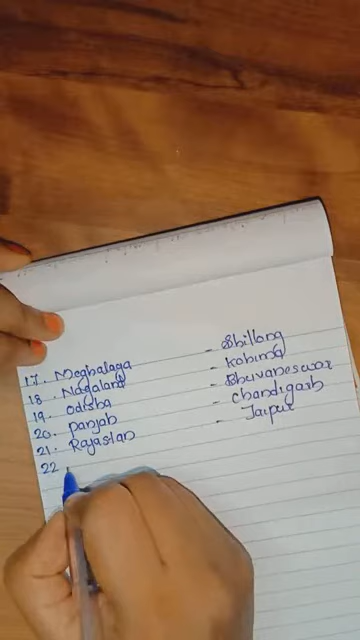 17. Meghalaya - Shillong
18. Nagaland - Kohima
19. Odisha - Bhuvaneswar
20. panjab - chandigarh
21. Rajastan - Jaipur
22